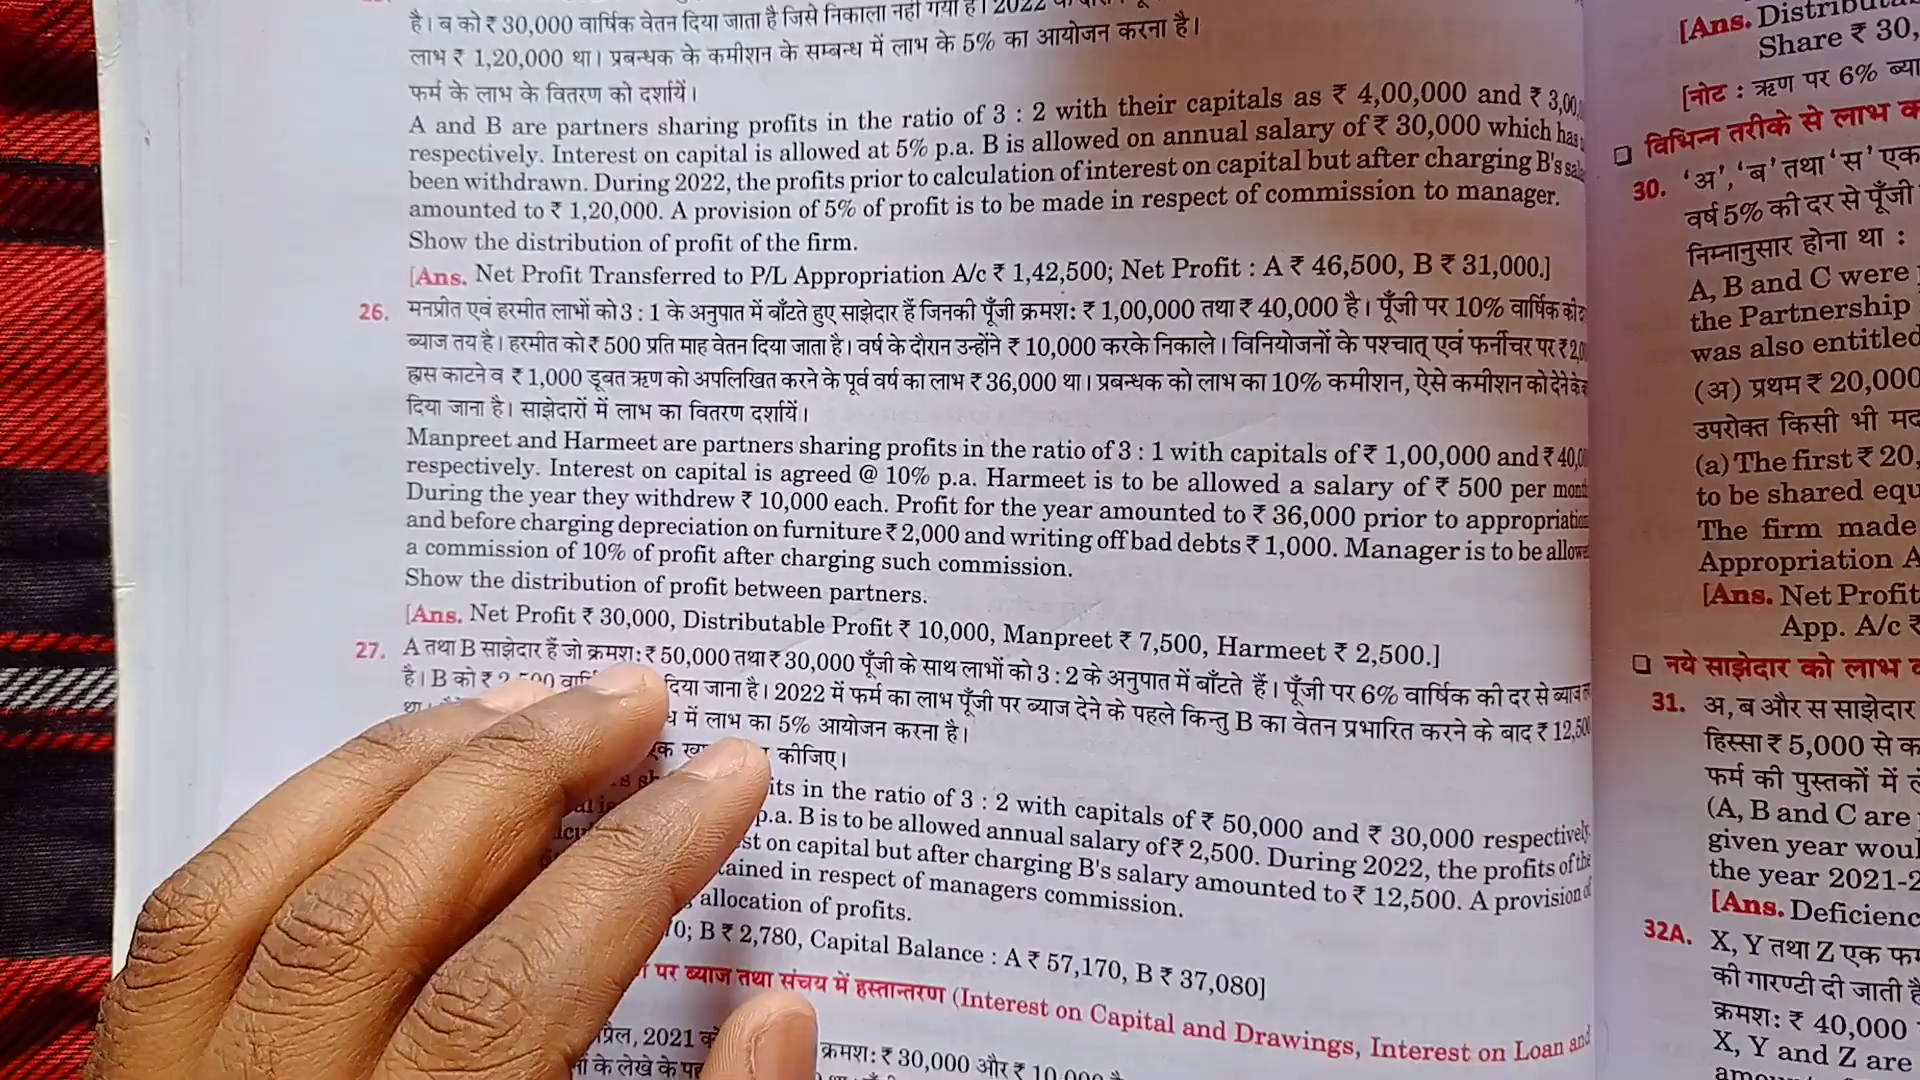 है। ब को ₹ 30,000 वार्षिक वेतन दिया जाता है जिसे निकाला नहीं गया है। 2022
लाभ ₹ 1,20,000 था। प्रबन्धक के कमीशन के सम्बन्ध में लाभ के 5% का आयोजन करना है।
फर्म के लाभ के वितरण को दर्शायें।
A and B are partners sharing profits in the ratio of 3 : 2 with their capitals as ₹ 4,00,000 and ₹ 3,00,
respectively. Interest on capital is allowed at 5% p.a. B is allowed on annual salary of ₹ 30,000 which has
been withdrawn. During 2022, the profits prior to calculation of interest on capital but after charging B's
amounted to ₹ 1,20,000. A provision of 5% of profit is to be made in respect of commission to manager.
Show the distribution of profit of the firm.
[Ans. Net Profit Transferred to P/L Appropriation A/c ₹ 1,42,500; Net Profit : A ₹ 46,500, B ₹ 31,000.]
26. मनप्रीत एवं हरमीत लाभों को 3 : 1 के अनुपात में बाँटते हुए साझेदार हैं जिनकी पूँजी क्रमशः ₹ 1,00,000 तथा ₹ 40,000 है। पूँजी पर 10% वार्षिक की
ब्याज तय है। हरमीत को ₹ 500 प्रति माह वेतन दिया जाता है। वर्ष के दौरान उन्होंने ₹ 10,000 करके निकाले। विनियोजनों के पश्चात् एवं फर्नीचर पर ₹ 2,0
ह्रास काटने व ₹ 1,000 डूबत ऋण को अपलिखित करने के पूर्व वर्ष का लाभ ₹ 36,000 था। प्रबन्धक को लाभ का 10% कमीशन, ऐसे कमीशन को देने के
दिया जाना है। साझेदारों में लाभ का वितरण दर्शायें।
Manpreet and Harmeet are partners sharing profits in the ratio of 3 : 1 with capitals of ₹ 1,00,000 and ₹ 40,0
respectively. Interest on capital is agreed @ 10% p.a. Harmeet is to be allowed a salary of ₹ 500 per mont
During the year they withdrew ₹ 10,000 each. Profit for the year amounted to ₹ 36,000 prior to appropriation
and before charging depreciation on furniture ₹ 2,000 and writing off bad debts ₹ 1,000. Manager is to be allowe
a commission of 10% of profit after charging such commission.
Show the distribution of profit between partners.
[Ans. Net Profit ₹ 30,000, Distributable Profit ₹ 10,000, Manpreet ₹ 7,500, Harmeet ₹ 2,500.]
27. A तथा B साझेदार हैं जो क्रमशः ₹ 50,000 तथा ₹ 30,000 पूँजी के साथ लाभों को 3 : 2 के अनुपात में बाँटते हैं। पूँजी पर 6% वार्षिक की दर से ब्याज
है। B को ₹ दिया जाता है। 2022 में फर्म का लाभ पूँजी पर ब्याज देने के पहले किन्तु B का वेतन प्रभारित करने के बाद ₹ 12,500
में लाभ का 5% आयोजन करना है।
कीजिए।
in the ratio of 3 : 2 with capitals of ₹ 50,000 and ₹ 30,000 respectively
p.a. B is to be allowed annual salary of ₹ 2,500. During 2022, the profits of the
on capital but after charging B's salary amounted to ₹ 12,500. A provision of
in respect of managers commission.
allocation of profits.
B ₹ 2,780, Capital Balance : A ₹ 57,170, B ₹ 37,080]
पर ब्याज तथा संचय में हस्तान्तरण (Interest on Capital and Drawings, Interest on Loan and
2021
क्रमशः ₹ 30,000 और ₹ 10,000
के लेखे के
[Ans.
Share ₹ 30,
[नोट : ऋण पर 6%
विभिन्न तरीके से लाभ
30. 'अ', 'ब' तथा 'स' एक
वर्ष 5% की दर से पूँजी
निम्नानुसार होना था :
A, B and C were
the Partnership
was also entitled
(अ) प्रथम ₹ 20,000
उपरोक्त किसी भी मद
(a) The first ₹ 20,
to be shared equ
The firm made
Appropriation A
[Ans. Net Profit
App. A/c ₹
नये साझेदार को लाभ
31. अ, ब और स साझेदार
हिस्सा ₹ 5,000 से
फर्म की पुस्तकों में
(A, B and C are
given year woul
the year 2021-2
[Ans. Deficienc
32A. X, Y तथा Z एक
की गारण्टी दी जाती
क्रमशः ₹ 40,000
X, Y and Z are